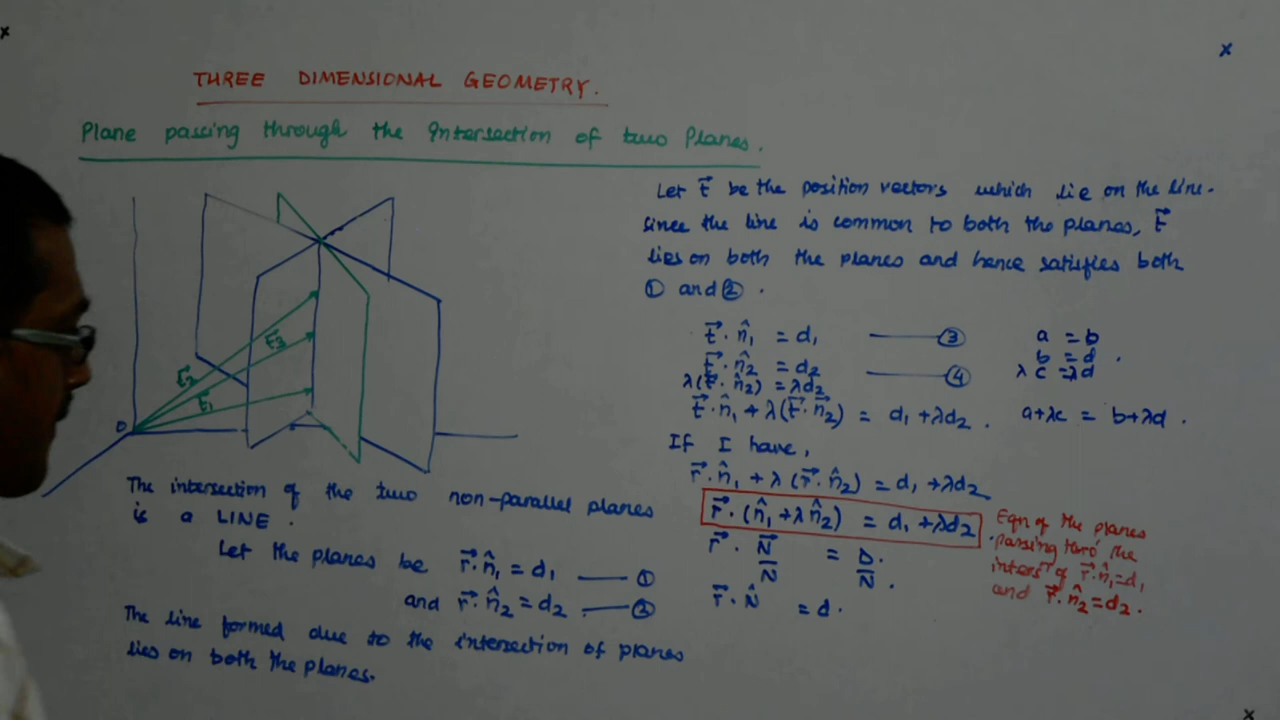 THREE DIMENSIONAL GEOMETRY.
Plane passing through the Intersection of two Planes.
O
t⃗₂
t⃗₃
t⃗₁
The intersection of the two non-parallel planes
is a LINE.
Let the planes be r⃗.n̂₁ = d₁ —— ①
and r⃗.n̂₂ = d₂ —— ②
The line formed due to the intersection of planes
lies on both the planes.
Let t⃗ be the position vectors which lie on the line.
Since the line is common to both the planes, t⃗
lies on both the planes and hence satisfies both
① and ② .
t⃗.n̂₁ = d₁ —— ③
t⃗.n̂₂ = d₂ —— ④
λ(t⃗.n̂₂) = λd₂
t⃗.n̂₁ + λ(t⃗.n⃗₂) = d₁ + λd₂ .
a = b
b = d .
λ c = λd
a+λc = b+λd .
If I have,
r⃗.n̂₁ + λ (r⃗.n̂₂) = d₁ + λd₂
r⃗.(n̂₁ + λn̂₂) = d₁ + λd₂ .
r⃗ . N⃗/N = D/N .
r⃗ . N̂ = d .
Eqn of the planes
passing thro' the
intersⁿ of r⃗.n̂₁=d₁
and r⃗.n̂₂=d₂ .